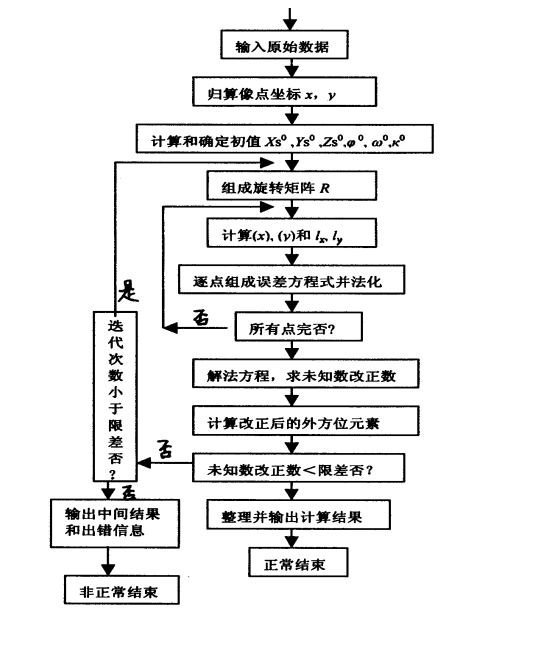 输入原始数据
归算像点坐标 x，y
计算和确定初值 Xs⁰ ,Ys⁰ ,Zs⁰,φ⁰, ω⁰,κ⁰
组成旋转矩阵 R
计算(x), (y)和 lx, ly
逐点组成误差方程式并法化
所有点完否?
否
解法方程，求未知数改正数
计算改正后的外方位元素
未知数改正数＜限差否？
否
整理并输出计算结果
正常结束
是
迭
代
次
数
小
于
限
差
否
?
否
输出中间结果
和出错信息
非正常结束